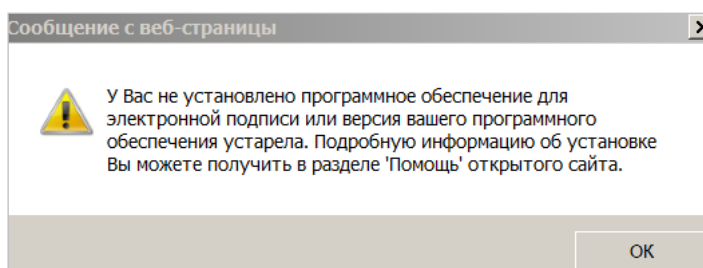 Сообщение с веб-страницы
У Вас не установлено программное обеспечение для
электронной подписи или версия вашего программного
обеспечения устарела. Подробную информацию об установке
Вы можете получить в разделе 'Помощь' открытого сайта.
ОК